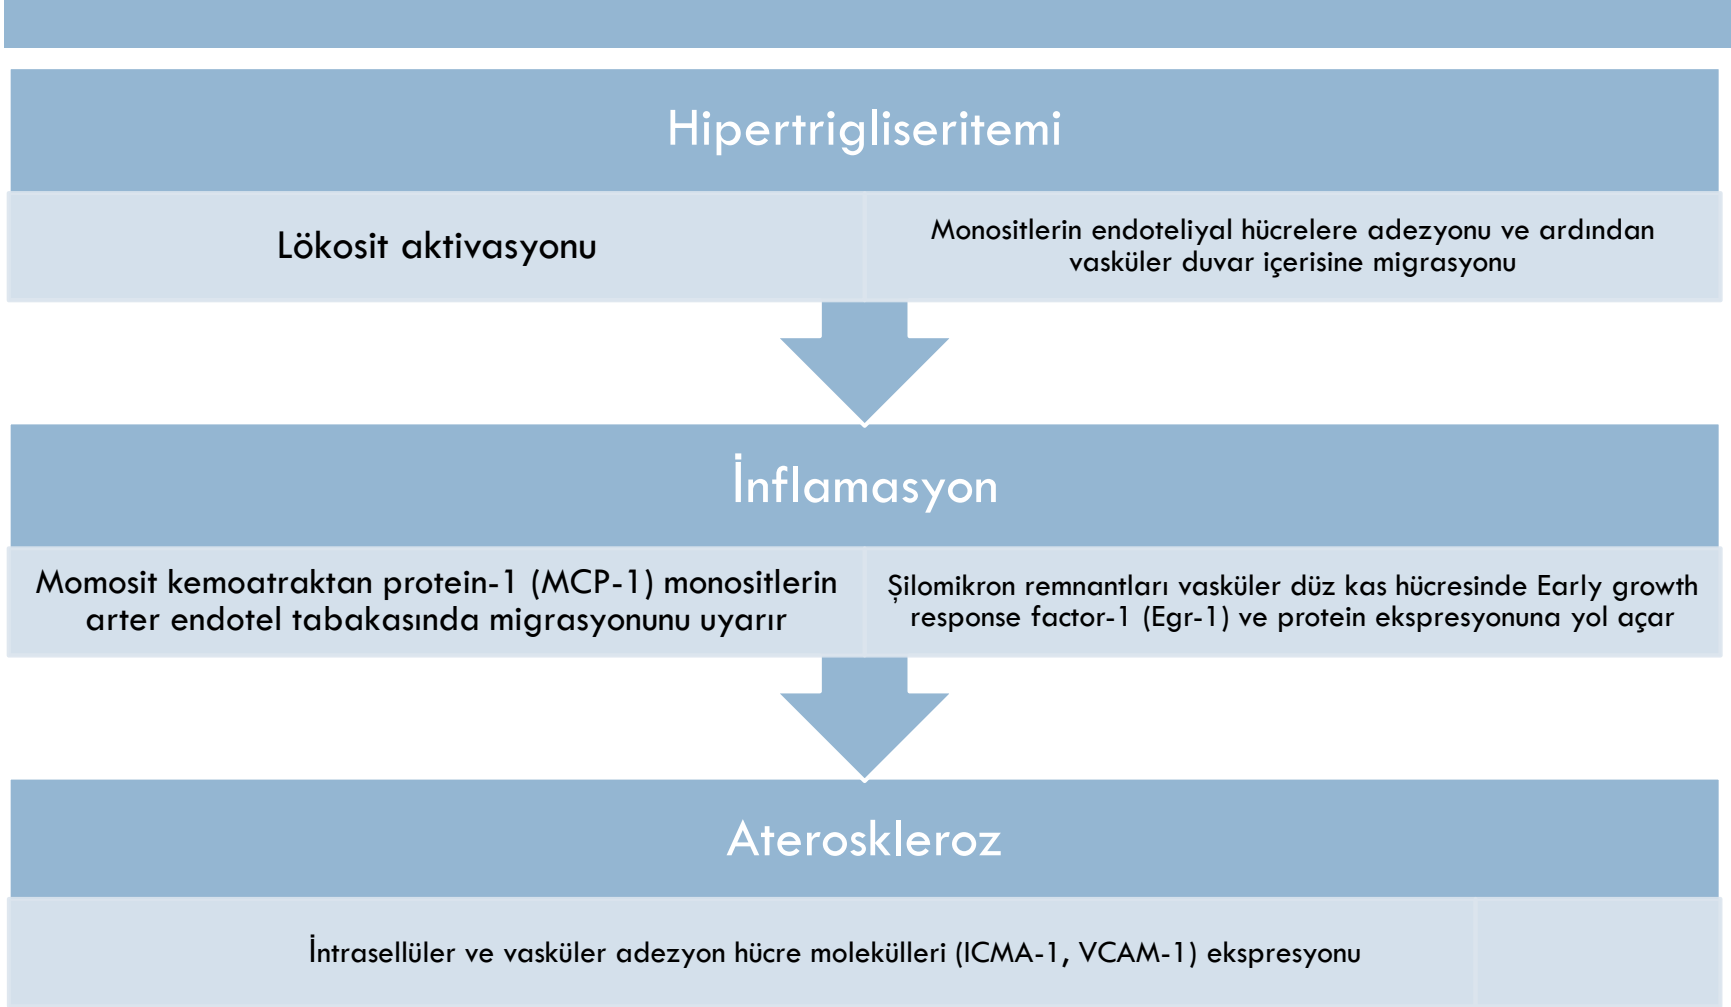 Hipertrigliseritemi
Lökosit aktivasyonu
Monositlerin endoteliyal hücrelere adezyonu ve ardından
vasküler duvar içerisine migrasyonu
İnflamasyon
Momosit kemoatraktan protein-1 (MCP-1) monositlerin
arter endotel tabakasında migrasyonunu uyarır
Şilomikron remnantları vasküler düz kas hücresinde Early growth
response factor-1 (Egr-1) ve protein ekspresyonuna yol açar
Ateroskleroz
İntrasellüler ve vasküler adezyon hücre molekülleri (ICMA-1, VCAM-1) ekspresyonu